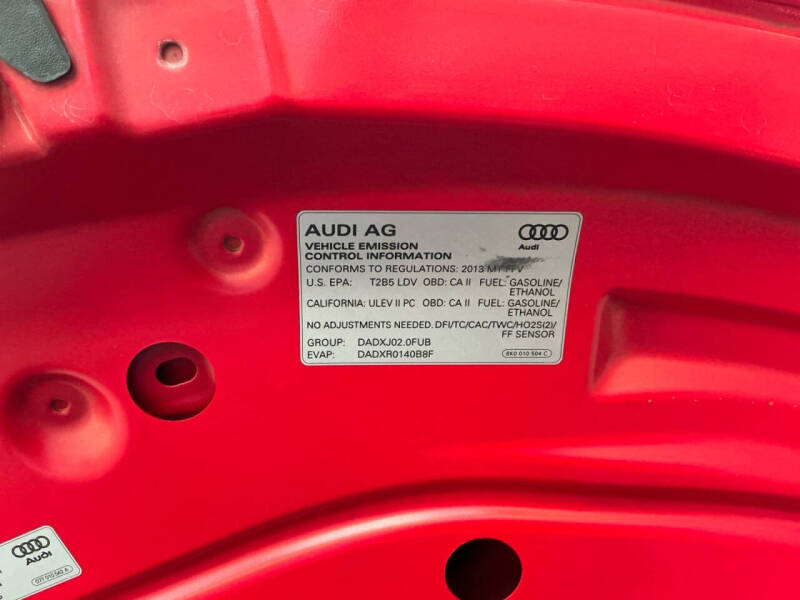 AUDI AG
Audi
VEHICLE EMISSION
CONTROL INFORMATION
CONFORMS TO REGULATIONS: 2013 MY FFV
U.S. EPA: T2B5 LDV OBD: CA II FUEL: GASOLINE/
ETHANOL
CALIFORNIA: ULEV II PC OBD: CA II FUEL: GASOLINE/
ETHANOL
NO ADJUSTMENTS NEEDED. DFI/TC/CAC/TWC/HO2S(2)/
FF SENSOR
GROUP: DADXJ02.0FUB
EVAP: DADXR0140B8F
8K0 010 504 C
Audi